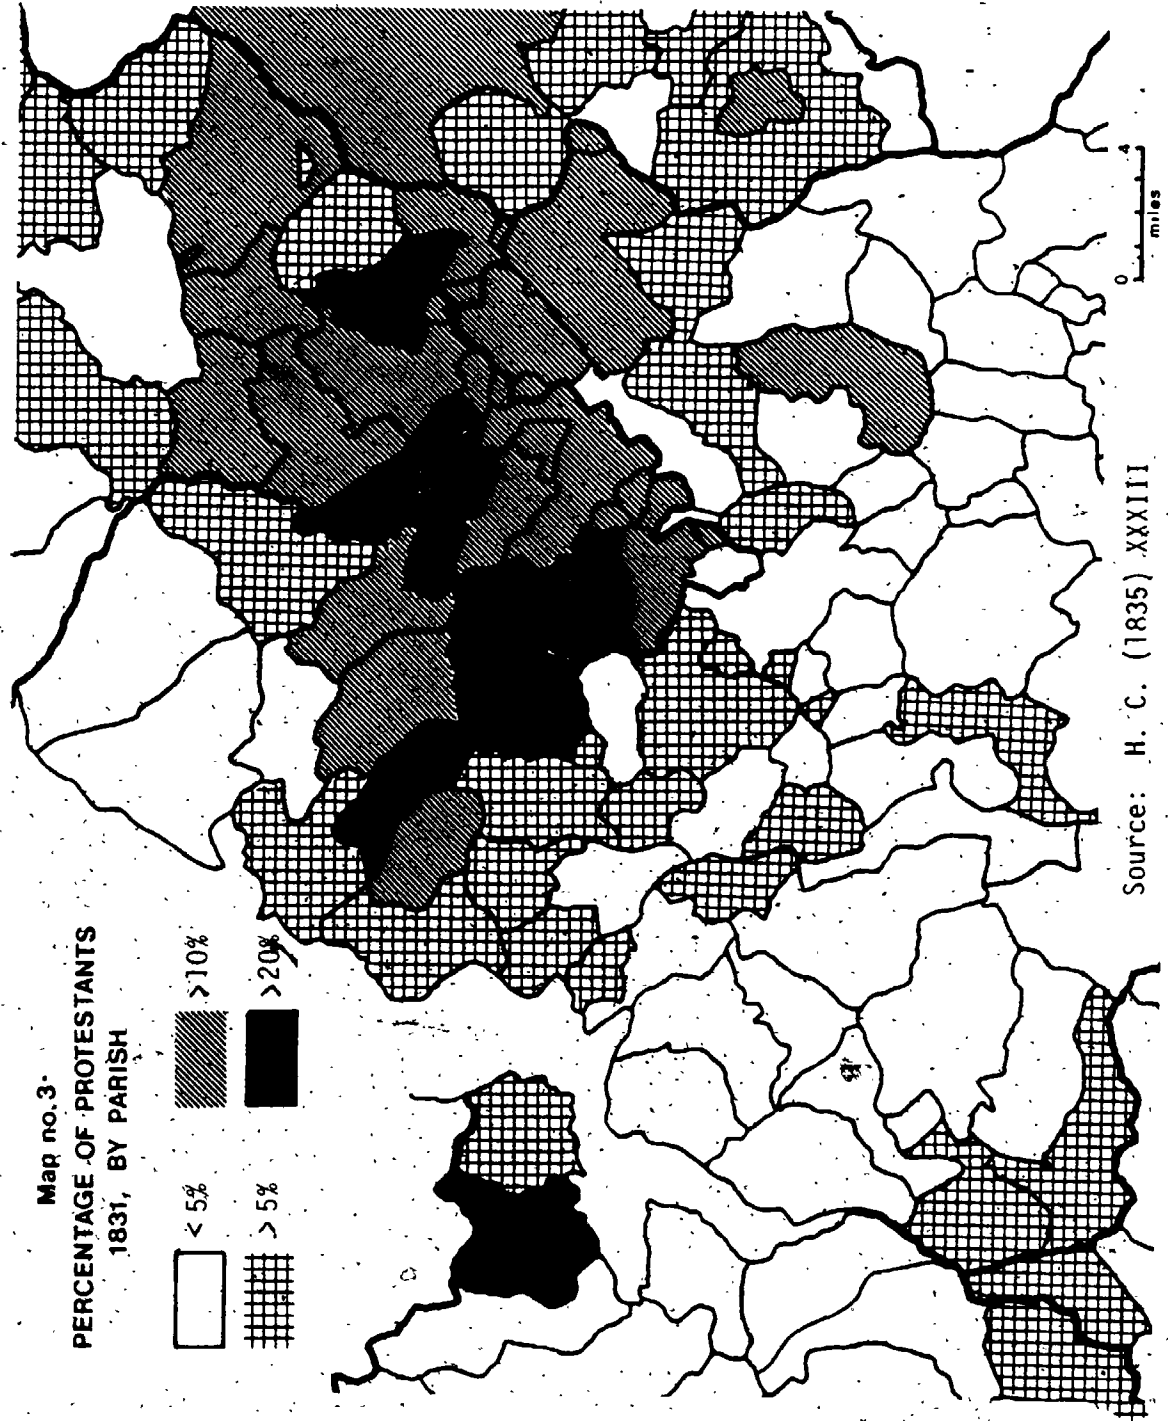 Map no.3
PERCENTAGE OF PROTESTANTS
1831, BY PARISH
< 5%
> 5%
>10%
>20%
0 4
miles
Source: H. C. (1835) XXXIII